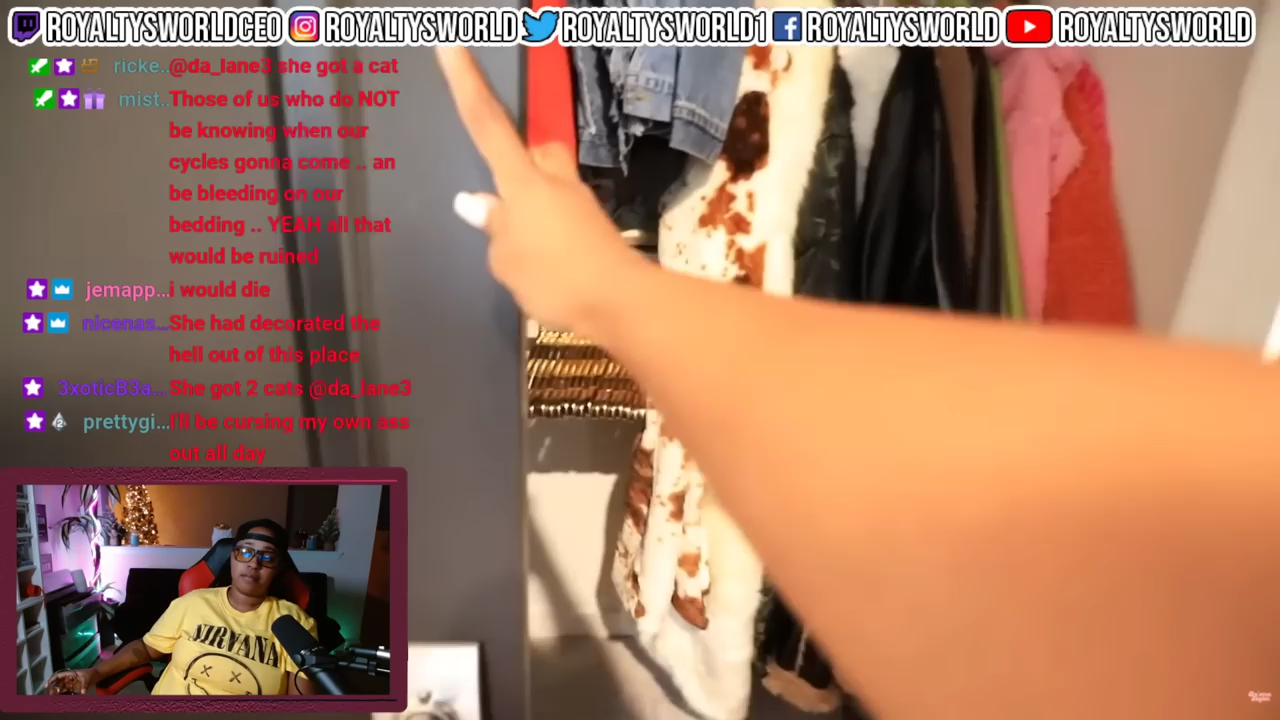 ROYALTYSWORLDCEO ROYALTYSWORLD ROYALTYSWORLD1 ROYALTYSWORLD ROYALTYSWORLD
ricke.. @da_lane3 she got a cat
mist.. Those of us who do NOT
be knowing when our
cycles gonna come .. an
be bleeding on our
bedding .. YEAH all that
would be ruined
jemapp... i would die
nicenas... She had decorated the
hell out of this place
3xoticB3a... She got 2 cats @da_lane3
prettygi... I'll be cursing my own ass
out all day
NIRVANA